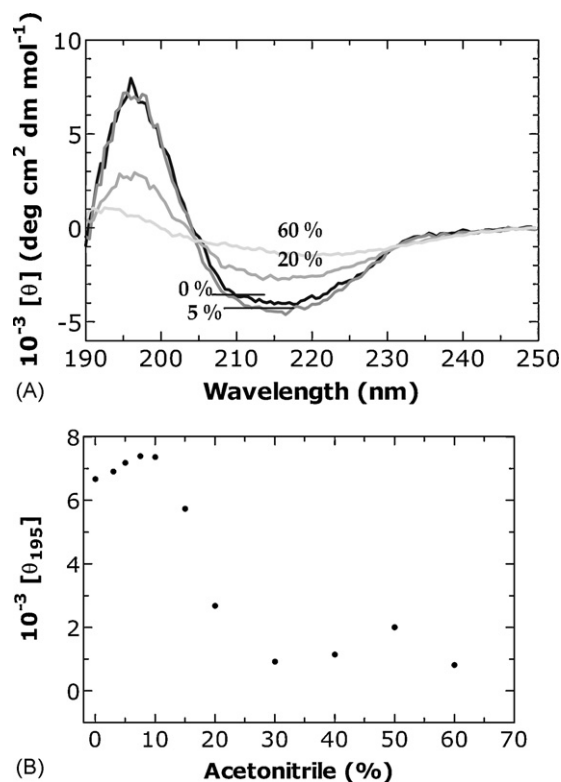 10
5
0
-5
10⁻³ [θ] (deg cm² dm mol⁻¹)
60 %
20 %
0 %
5 %
190 200 210 220 230 240 250
Wavelength (nm)
(A)
8
6
4
2
0
10⁻³ [θ₁₉₅]
0 10 20 30 40 50 60 70
Acetonitrile (%)
(B)